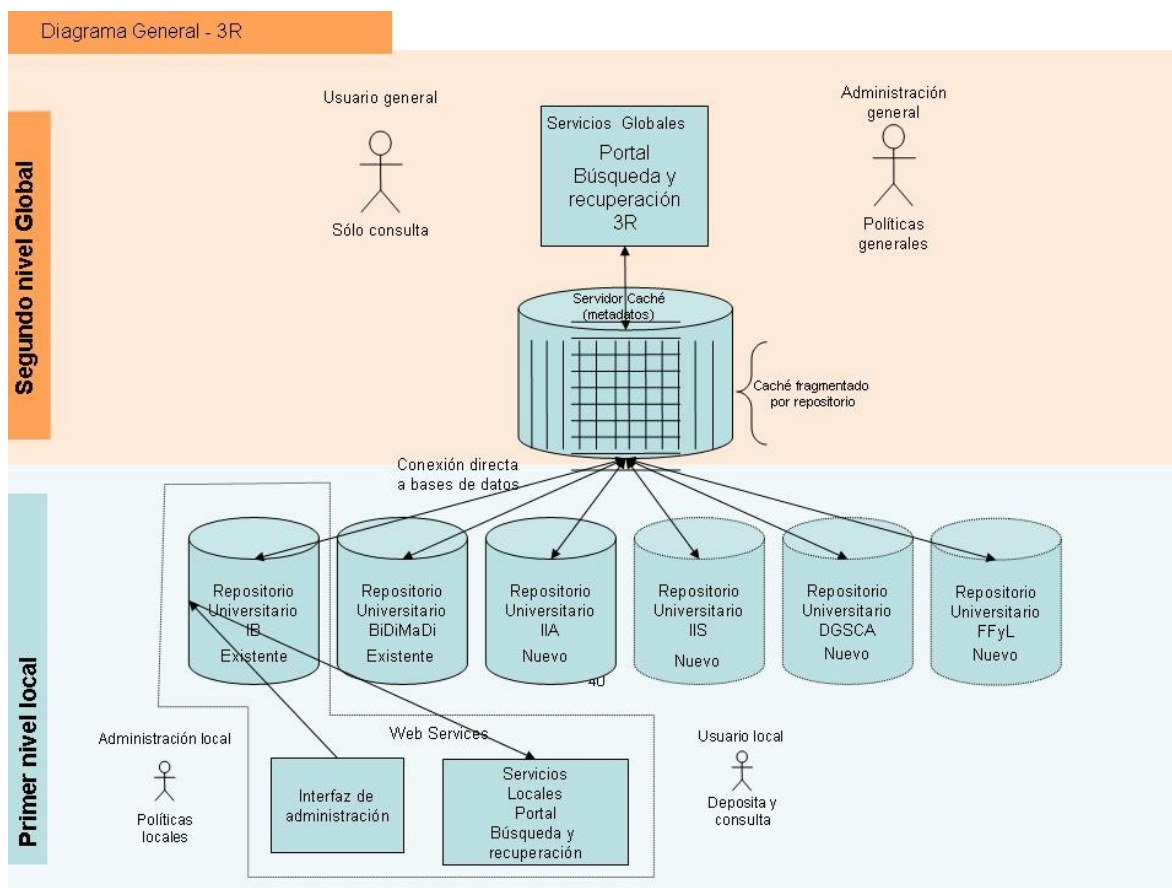 Diagrama General - 3R
Segundo nivel Global
Usuario general
Sólo consulta
Servicios Globales
Portal
Búsqueda y
recuperación
3R
Administración
general
Políticas
generales
Servidor Caché
(metadatos)
Caché fragmentado
por repositorio
Conexión directa
a bases de datos
Primer nivel local
Repositorio
Universitario
IB
Existente
Repositorio
Universitario
BiDiMaDi
Existente
Repositorio
Universitario
IIA
Nuevo
Repositorio
Universitario
IIS
Nuevo
Repositorio
Universitario
DGSCA
Nuevo
Repositorio
Universitario
FFyL
Nuevo
40
Administración local
Políticas
locales
Web Services
Interfaz de
administración
Servicios
Locales
Portal
Búsqueda y
recuperación
Usuario local
Deposita y
consulta